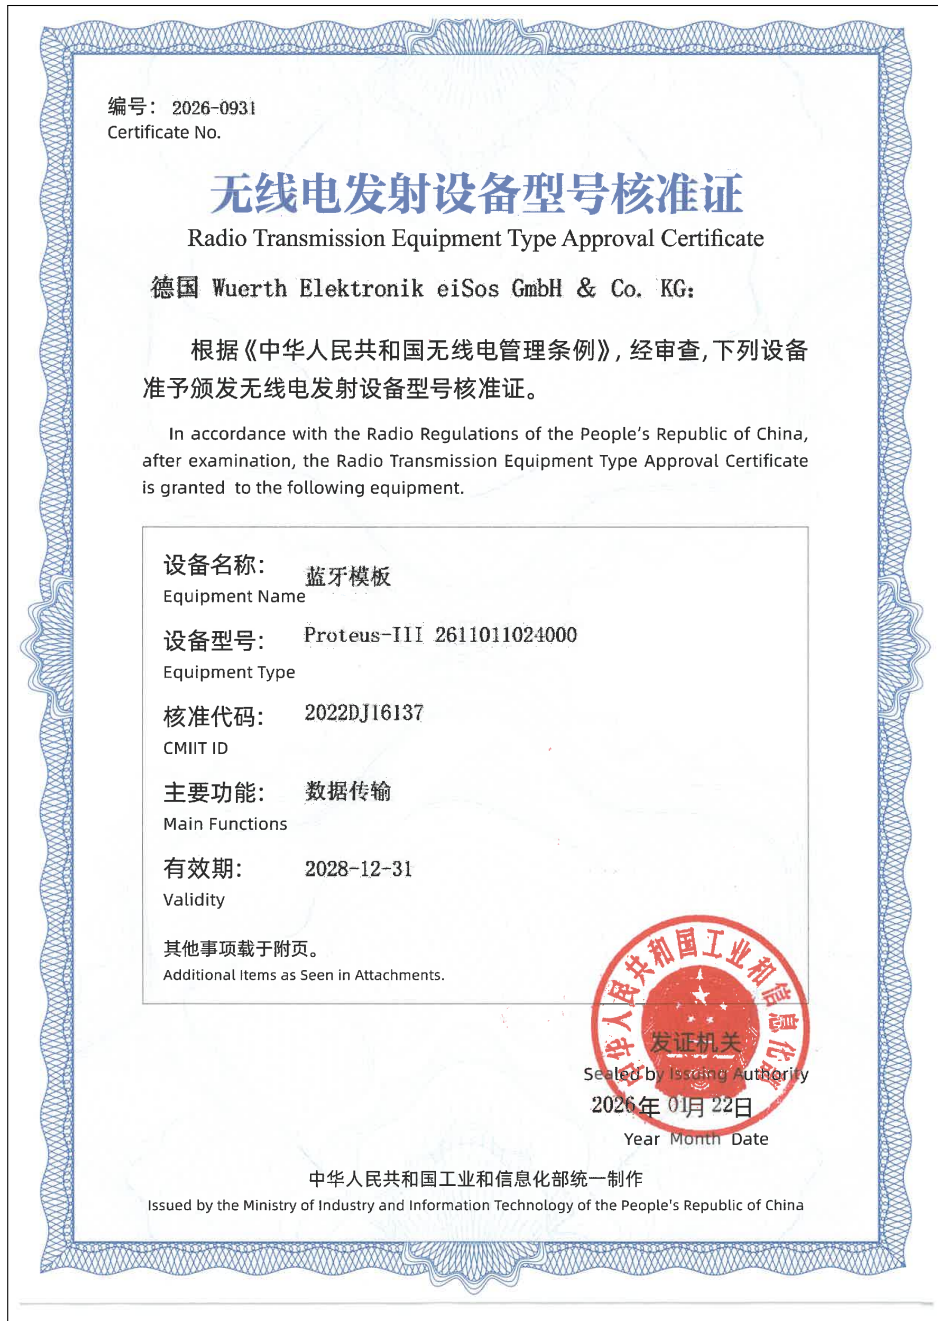 编号： 2026-0931
Certificate No.
无线电发射设备型号核准证
Radio Transmission Equipment Type Approval Certificate
德国 Wuerth Elektronik eiSos GmbH & Co. KG:
根据《中华人民共和国无线电管理条例》, 经审查, 下列设备
准予颁发无线电发射设备型号核准证。
In accordance with the Radio Regulations of the People's Republic of China,
after examination, the Radio Transmission Equipment Type Approval Certificate
is granted to the following equipment.
设备名称: 蓝牙模板
Equipment Name
设备型号: Proteus-III 2611011024000
Equipment Type
核准代码: 2022DJ16137
CMIIT ID
主要功能: 数据传输
Main Functions
有效期: 2028-12-31
Validity
其他事项载于附页。
Additional Items as Seen in Attachments.
中华人民共和国工业和信息化部
发证机关
Sealed by Issuing Authority
2026年 01月 22日
Year Month Date
中华人民共和国工业和信息化部统一制作
Issued by the Ministry of Industry and Information Technology of the People's Republic of China